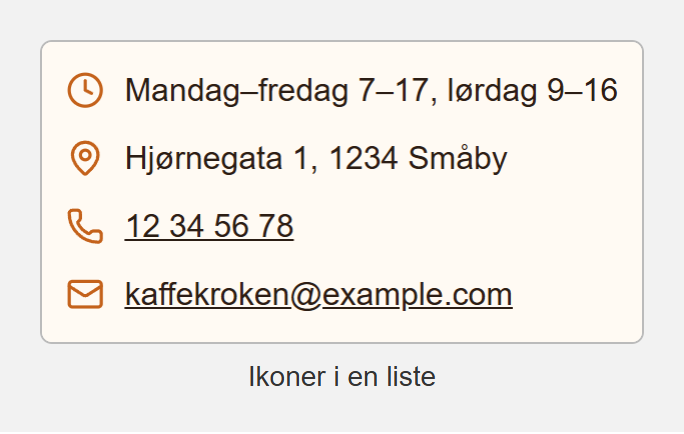 Mandag–fredag 7–17, lørdag 9–16
Hjørnegata 1, 1234 Småby
12 34 56 78
kaffekroken@example.com
Ikoner i en liste